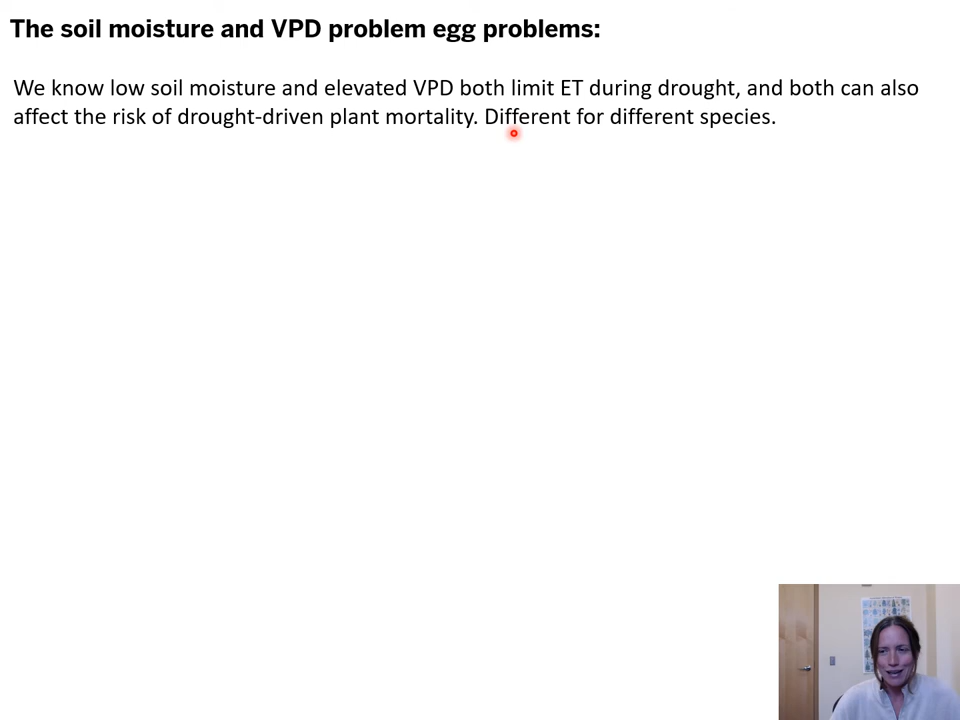 The soil moisture and VPD problem egg problems:
We know low soil moisture and elevated VPD both limit ET during drought, and both can also
affect the risk of drought-driven plant mortality. Different for different species.